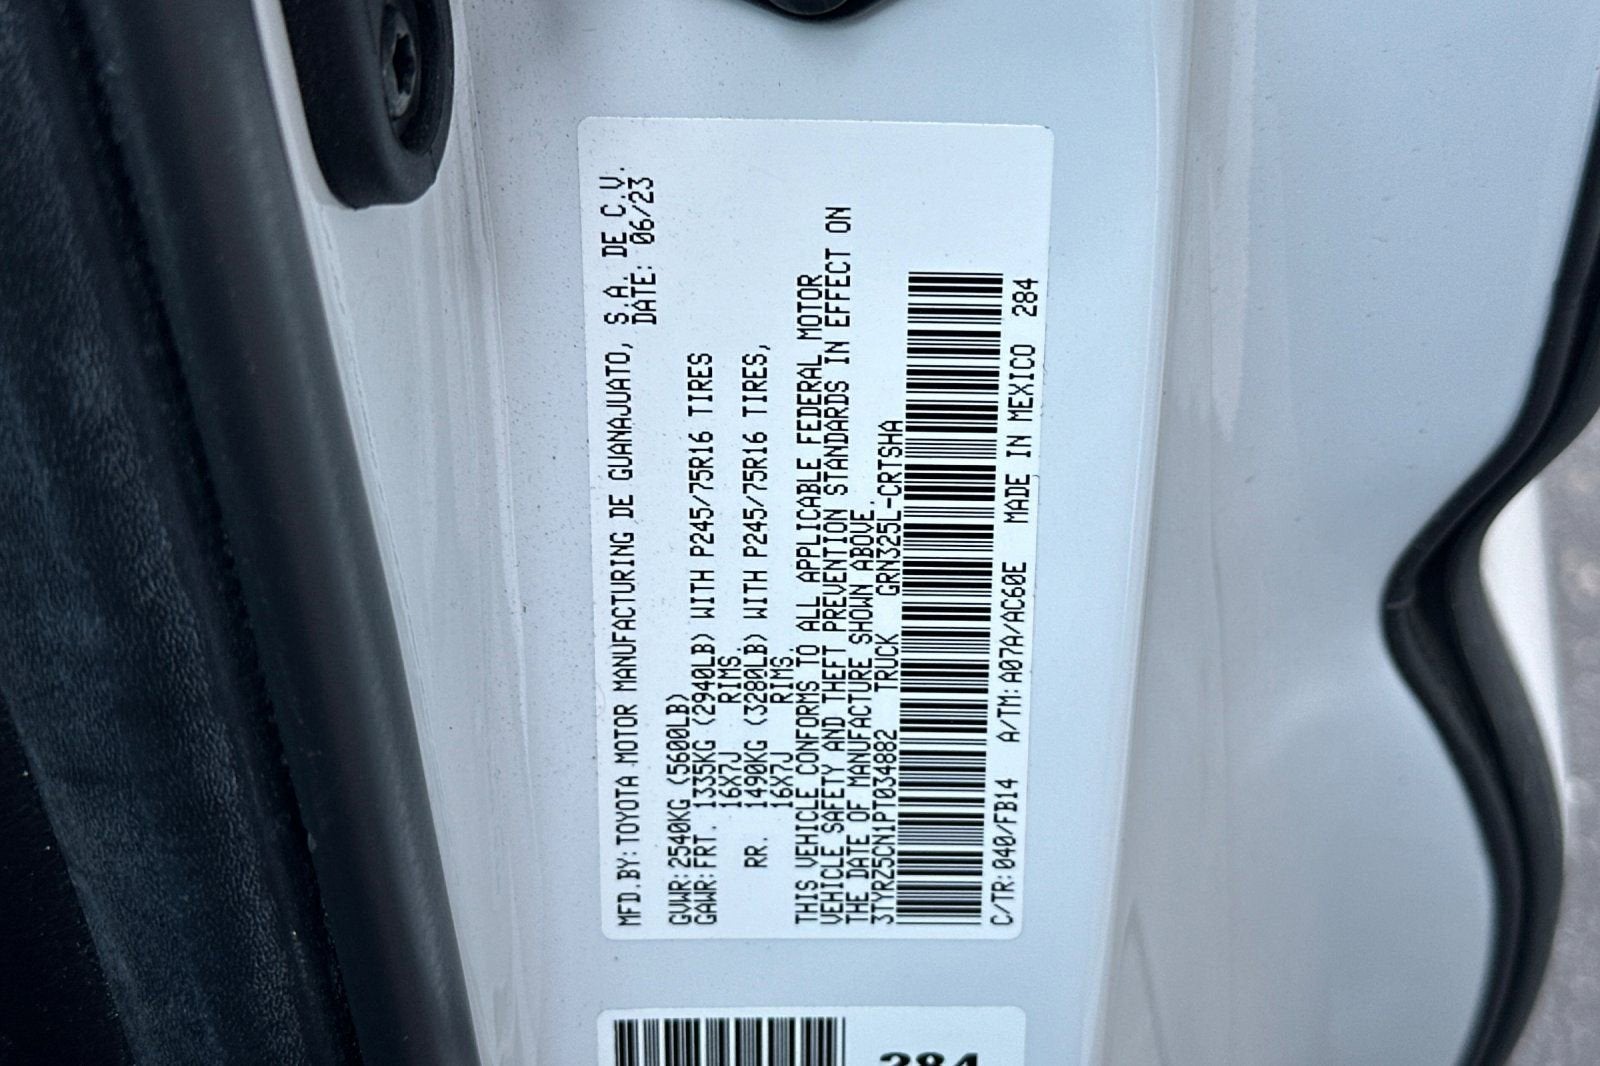 MFD.BY:TOYOTA MOTOR MANUFACTURING DE GUANAJUATO, S.A. DE C.V.
DATE: 06/23
GVWR:2540KG (5600LB)
GAWR:FRT. 1335KG (2940LB) WITH P245/75R16 TIRES
16X7J RIMS,
RR. 1490KG (3280LB) WITH P245/75R16 TIRES,
16X7J RIMS,
THIS VEHICLE CONFORMS TO ALL APPLICABLE FEDERAL MOTOR
VEHICLE SAFETY AND THEFT PREVENTION STANDARDS IN EFFECT ON
THE DATE OF MANUFACTURE SHOWN ABOVE.
3TYRZ5CN1PT034882 TRUCK GRN325L-CRTSHA
C/TR:040/FB14 A/TM:A07A/AC60E MADE IN MEXICO 284
284